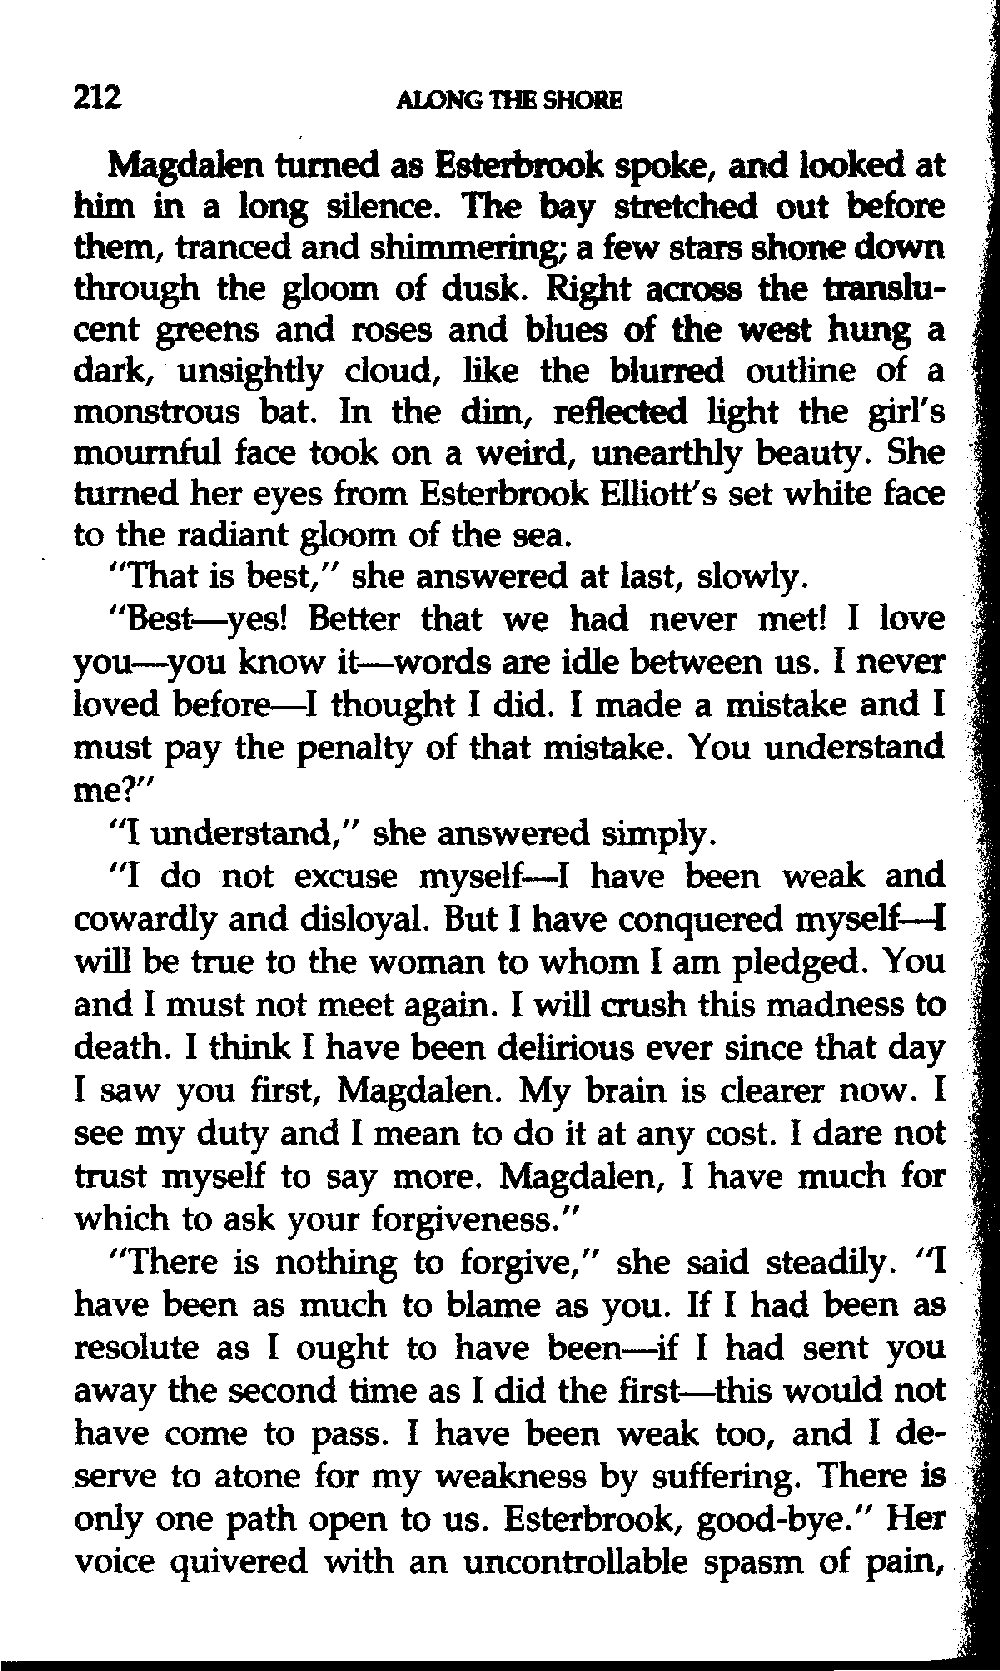 212 ALONG THE SHORE
Magdalen turned as Esterbrook spoke, and looked at
him in a long silence. The bay stretched out before
them, tranced and shimmering; a few stars shone down
through the gloom of dusk. Right across the translu-
cent greens and roses and blues of the west hung a
dark, unsightly cloud, like the blurred outline of a
monstrous bat. In the dim, reflected light the girl's
mournful face took on a weird, unearthly beauty. She
turned her eyes from Esterbrook Elliott's set white face
to the radiant gloom of the sea.
"That is best," she answered at last, slowly.
"Best—yes! Better that we had never met! I love
you—you know it—words are idle between us. I never
loved before—I thought I did. I made a mistake and I
must pay the penalty of that mistake. You understand
me?"
"I understand," she answered simply.
"I do not excuse myself—I have been weak and
cowardly and disloyal. But I have conquered myself—I
will be true to the woman to whom I am pledged. You
and I must not meet again. I will crush this madness to
death. I think I have been delirious ever since that day
I saw you first, Magdalen. My brain is clearer now. I
see my duty and I mean to do it at any cost. I dare not
trust myself to say more. Magdalen, I have much for
which to ask your forgiveness."
"There is nothing to forgive," she said steadily. "I
have been as much to blame as you. If I had been as
resolute as I ought to have been—if I had sent you
away the second time as I did the first—this would not
have come to pass. I have been weak too, and I de-
serve to atone for my weakness by suffering. There is
only one path open to us. Esterbrook, good-bye." Her
voice quivered with an uncontrollable spasm of pain,